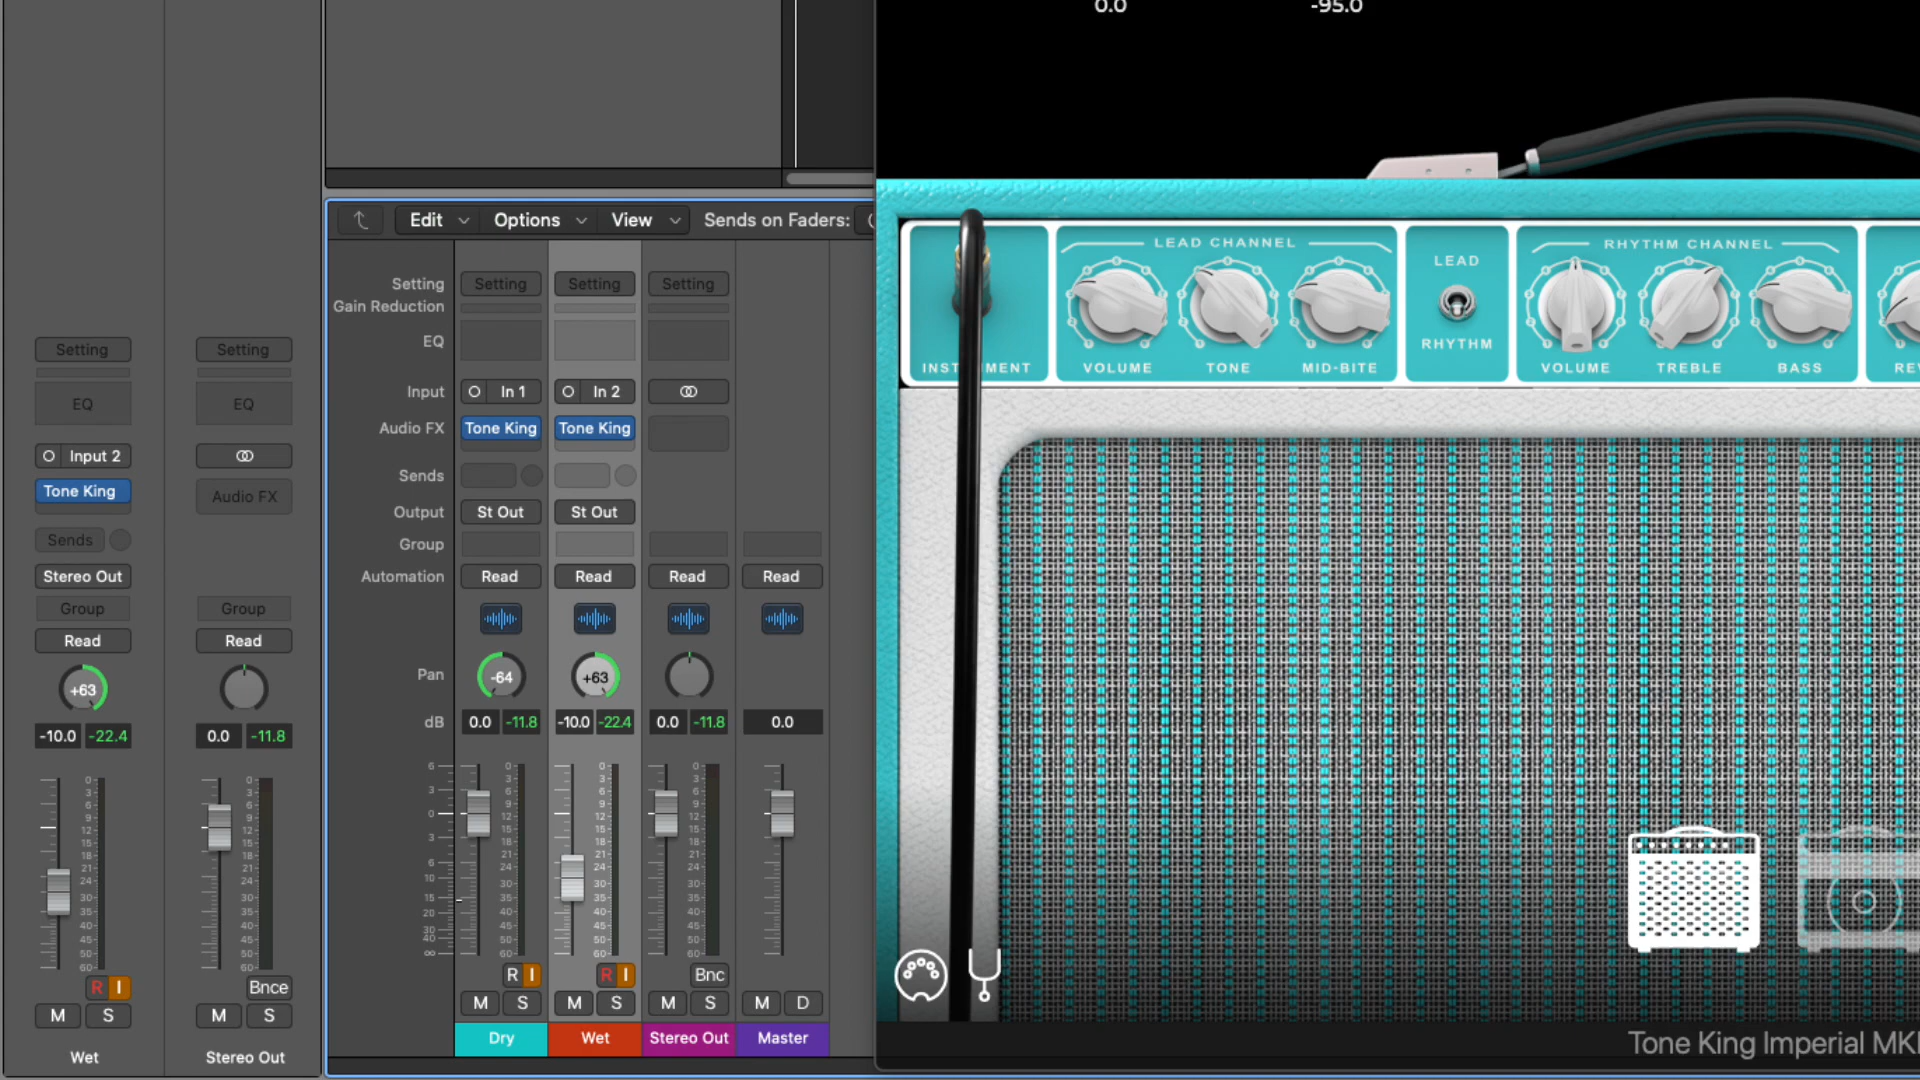 0.0 -95.0
Edit Options View Sends on Faders:
LEAD CHANNEL
VOLUME TONE MID-BITE
LEAD
RHYTHM
RHYTHM CHANNEL
VOLUME TREBLE BASS
Setting Setting Setting Setting
Gain Reduction
EQ
Input In 1 In 2
Audio FX Tone King Tone King
Sends
Output St Out St Out
Group
Automation Read Read Read Read
Pan -64 +63
dB 0.0 -11.8 -10.0 -22.4 0.0 -11.8 0.0
R I R I Bnc
M S M S M S M D
Dry Wet Stereo Out Master
Setting Setting
EQ EQ
Input 2
Tone King Audio FX
Sends
Stereo Out
Group Group
Read Read
+63
-10.0 -22.4 0.0 -11.8
R I Bnce
M S M S
Wet Stereo Out
Tone King Imperial